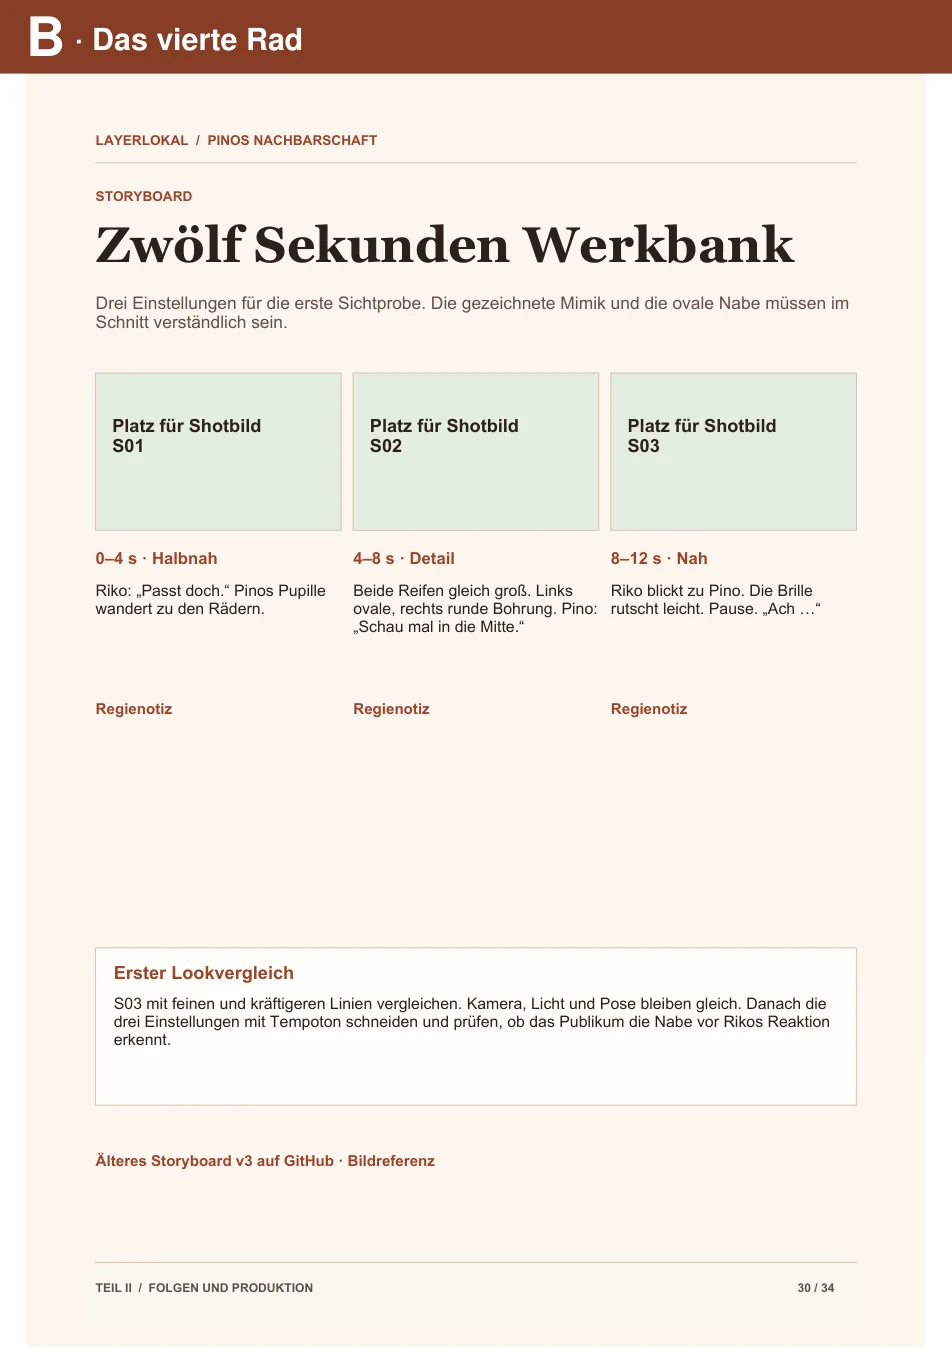 B · Das vierte Rad
LAYERLOKAL / PINOS NACHBARSCHAFT
STORYBOARD
Zwölf Sekunden Werkbank
Drei Einstellungen für die erste Sichtprobe. Die gezeichnete Mimik und die ovale Nabe müssen im
Schnitt verständlich sein.
Platz für Shotbild
S01
Platz für Shotbild
S02
Platz für Shotbild
S03
0–4 s · Halbnah
Riko: „Passt doch.“ Pinos Pupille
wandert zu den Rädern.
4–8 s · Detail
Beide Reifen gleich groß. Links
ovale, rechts runde Bohrung. Pino:
„Schau mal in die Mitte.“
8–12 s · Nah
Riko blickt zu Pino. Die Brille
rutscht leicht. Pause. „Ach …“
Regienotiz
Regienotiz
Regienotiz
Erster Lookvergleich
S03 mit feinen und kräftigeren Linien vergleichen. Kamera, Licht und Pose bleiben gleich. Danach die
drei Einstellungen mit Tempoton schneiden und prüfen, ob das Publikum die Nabe vor Rikos Reaktion
erkennt.
Älteres Storyboard v3 auf GitHub · Bildreferenz
TEIL II / FOLGEN UND PRODUKTION
30 / 34